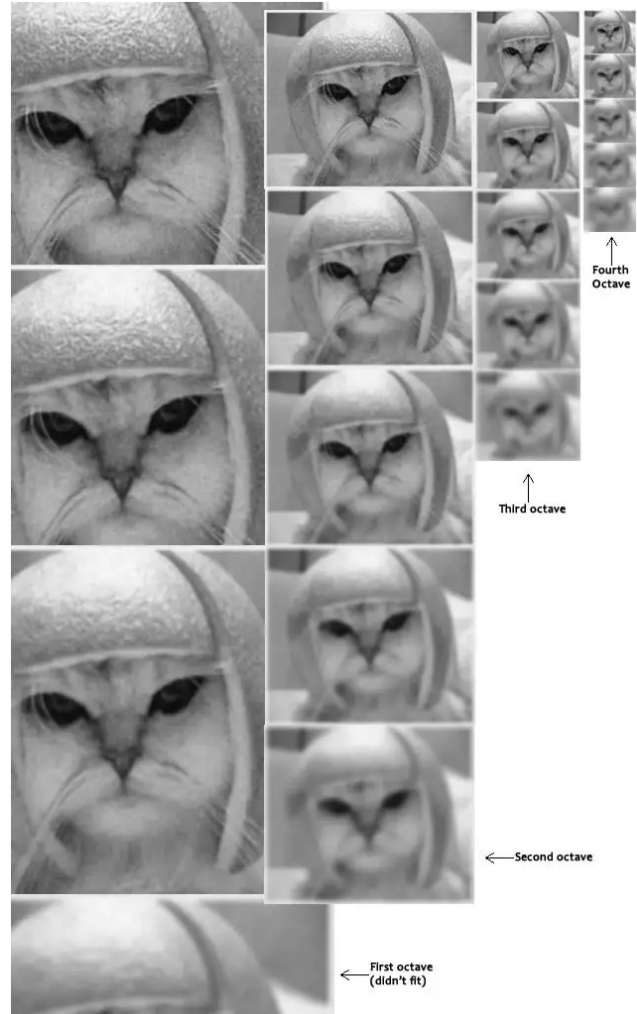 Fourth
Octave
Third octave
Second octave
First octave
(didn't fit)